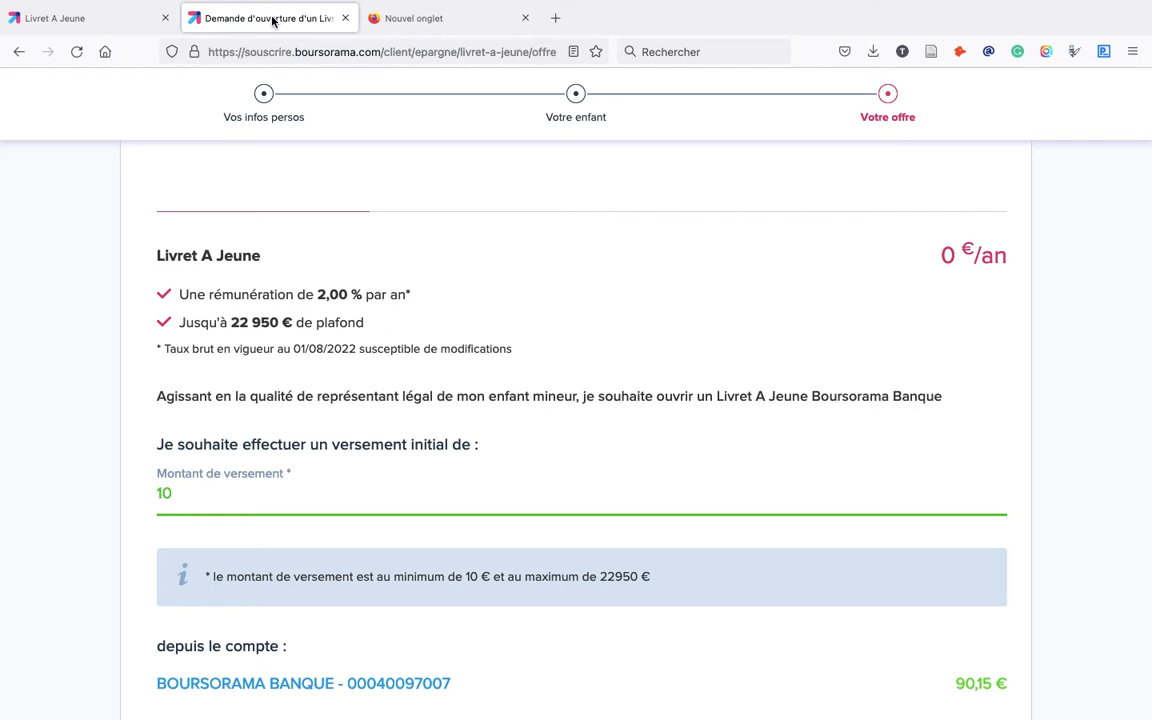 Livret A Jeune
Demande d'ouverture d'un Livr
Nouvel onglet
https://souscrire.boursorama.com/client/epargne/livret-a-jeune/offre
Rechercher
Vos infos persos
Votre enfant
Votre offre
Livret A Jeune
0 €/an
Une rémunération de 2,00 % par an*
Jusqu'à 22 950 € de plafond
* Taux brut en vigueur au 01/08/2022 susceptible de modifications
Agissant en la qualité de représentant légal de mon enfant mineur, je souhaite ouvrir un Livret A Jeune Boursorama Banque
Je souhaite effectuer un versement initial de :
Montant de versement *
10
* le montant de versement est au minimum de 10 € et au maximum de 22950 €
depuis le compte :
BOURSORAMA BANQUE - 00040097007
90,15 €